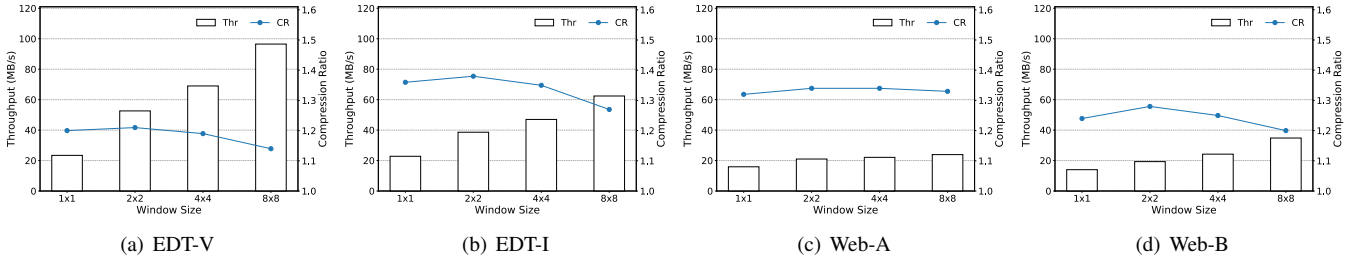 120
100
80
60
40
20
0
Throughput (MB/s)
Thr
CR
1.6
1.5
1.4
1.3
1.2
1.1
1.0
Compression Ratio
1x1
2x2
4x4
8x8
Window Size
(a) EDT-V
120
100
80
60
40
20
0
Throughput (MB/s)
Thr
CR
1.6
1.5
1.4
1.3
1.2
1.1
1.0
Compression Ratio
1x1
2x2
4x4
8x8
Window Size
(b) EDT-I
120
100
80
60
40
20
0
Throughput (MB/s)
Thr
CR
1.6
1.5
1.4
1.3
1.2
1.1
1.0
Compression Ratio
1x1
2x2
4x4
8x8
Window Size
(c) Web-A
120
100
80
60
40
20
0
Throughput (MB/s)
Thr
CR
1.6
1.5
1.4
1.3
1.2
1.1
1.0
Compression Ratio
1x1
2x2
4x4
8x8
Window Size
(d) Web-B